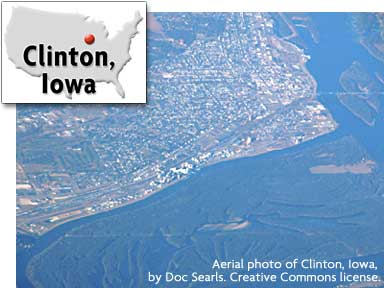 Clinton,
Iowa
Aerial photo of Clinton, Iowa,
by Doc Searls. Creative Commons license.